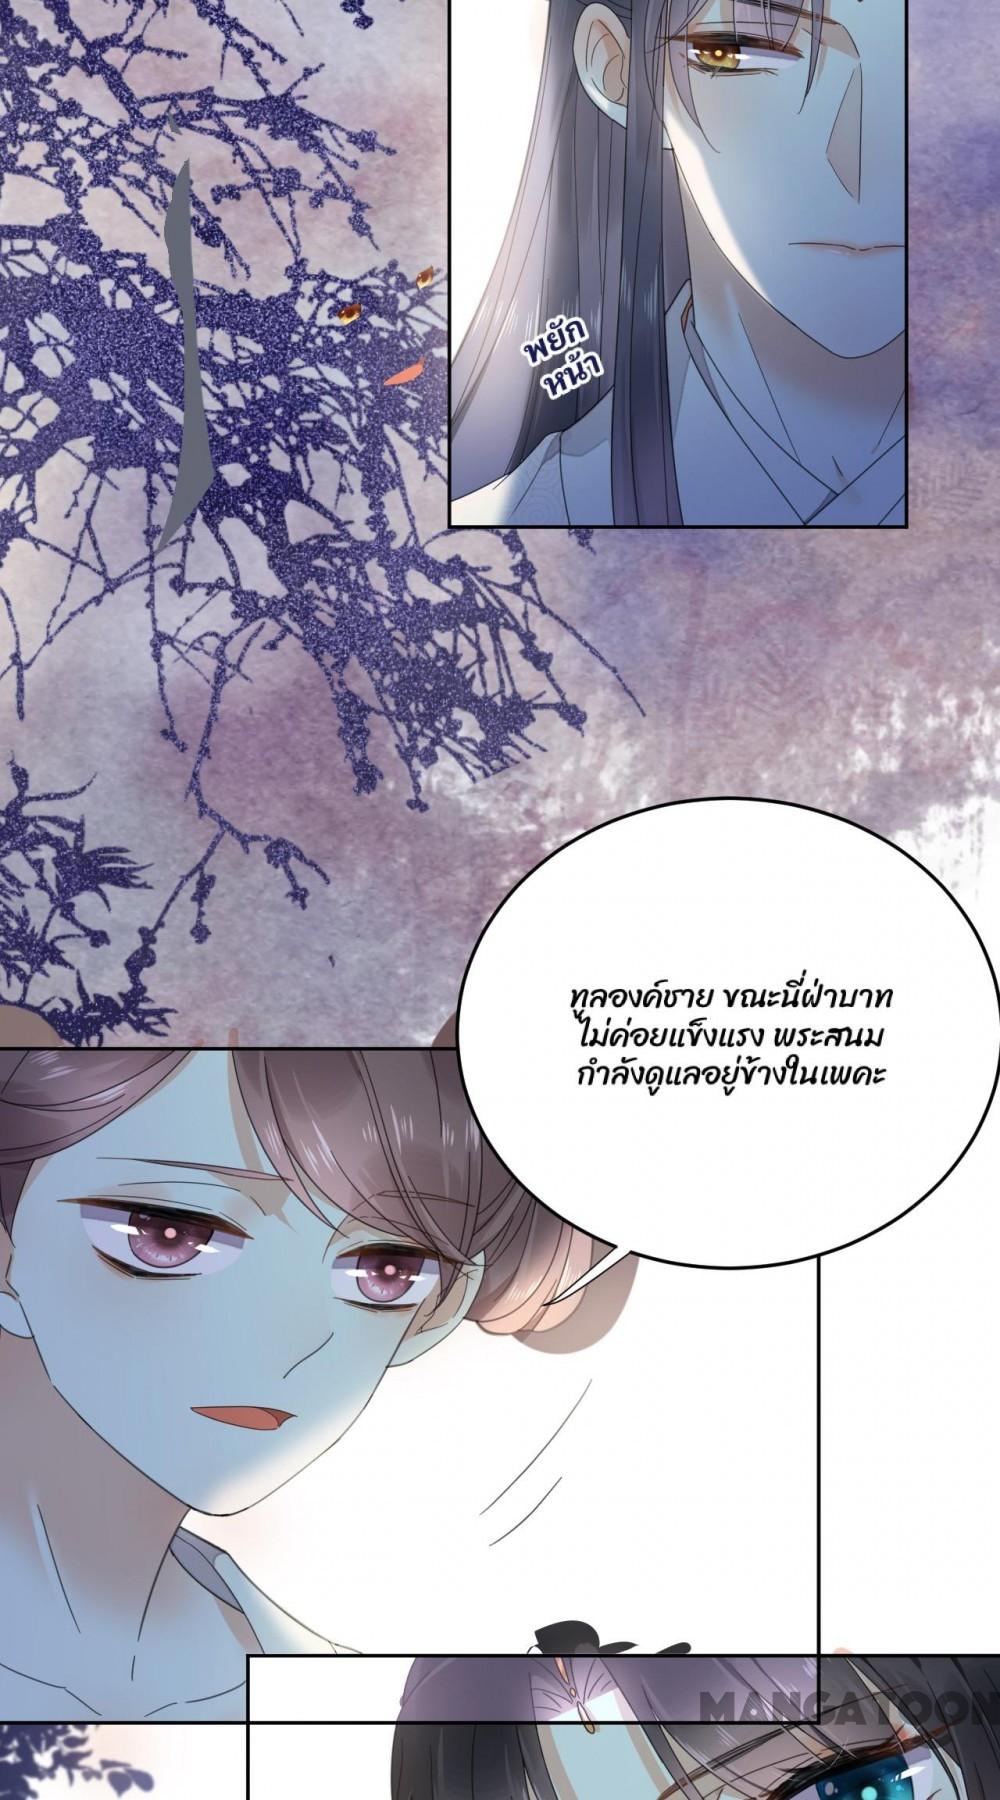 พยัก
หน้า
ทูลองค์ชาย ขณะนี่ฝ่าบาท
ไม่ค่อยแข็งแรง พระสนม
กำลังดูแลอยู่ข้างในเพคะ
MANGATOON